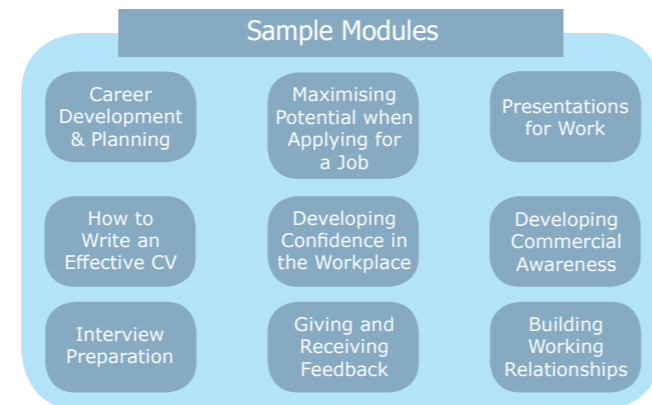 Sample Modules
Career
Development
& Planning
Maximising
Potential when
Applying for
a Job
Presentations
for Work
How to
Write an
Effective CV
Developing
Confidence in
the Workplace
Developing
Commercial
Awareness
Interview
Preparation
Giving and
Receiving
Feedback
Building
Working
Relationships